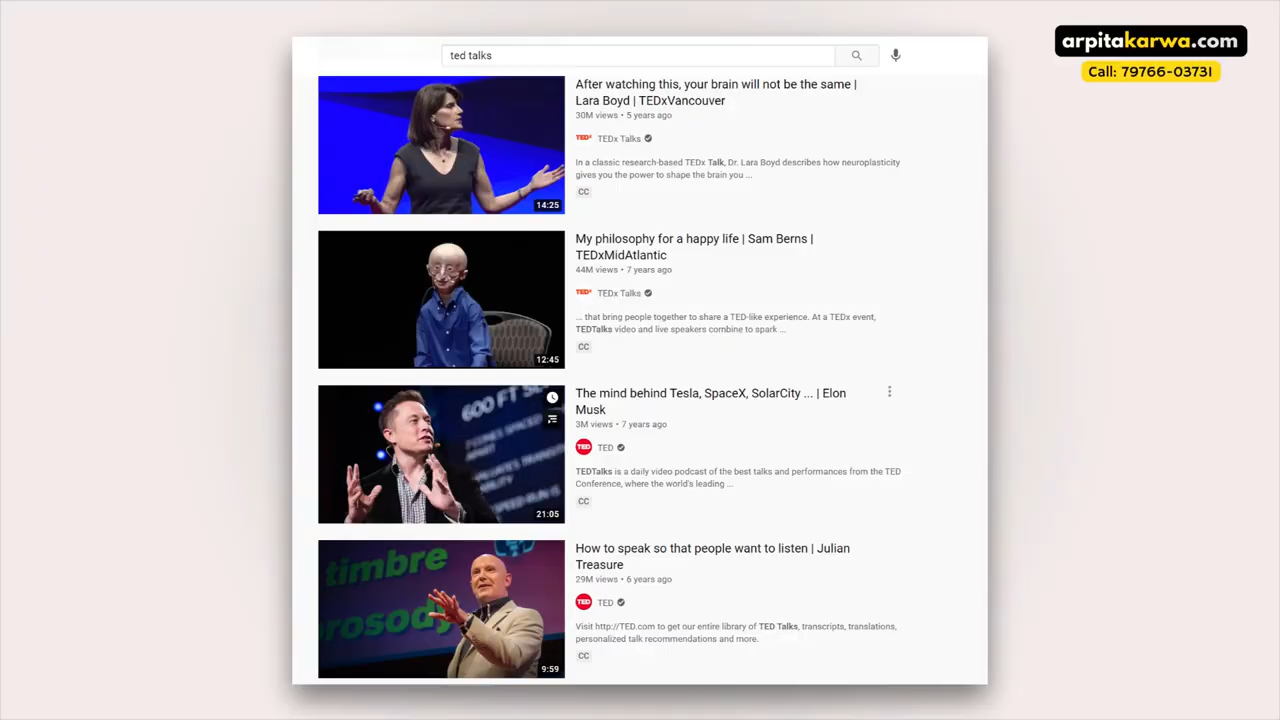 arpitakarwa.com
Call: 79766-03731
ted talks
After watching this, your brain will not be the same |
Lara Boyd | TEDxVancouver
30M views • 5 years ago
TEDx TEDx Talks
In a classic research-based TEDx Talk, Dr. Lara Boyd describes how neuroplasticity
gives you the power to shape the brain you ...
CC
14:25
My philosophy for a happy life | Sam Berns |
TEDxMidAtlantic
44M views • 7 years ago
TEDx TEDx Talks
... that bring people together to share a TED-like experience. At a TEDx event,
TEDTalks video and live speakers combine to spark ...
CC
12:45
600 FT
The mind behind Tesla, SpaceX, SolarCity ... | Elon
Musk
3M views • 7 years ago
TED TED
TEDTalks is a daily video podcast of the best talks and performances from the TED
Conference, where the world's leading ...
CC
21:05
timbre
prosody
How to speak so that people want to listen | Julian
Treasure
29M views • 6 years ago
TED TED
Visit http://TED.com to get our entire library of TED Talks, transcripts, translations,
personalized talk recommendations and more.
CC
9:59